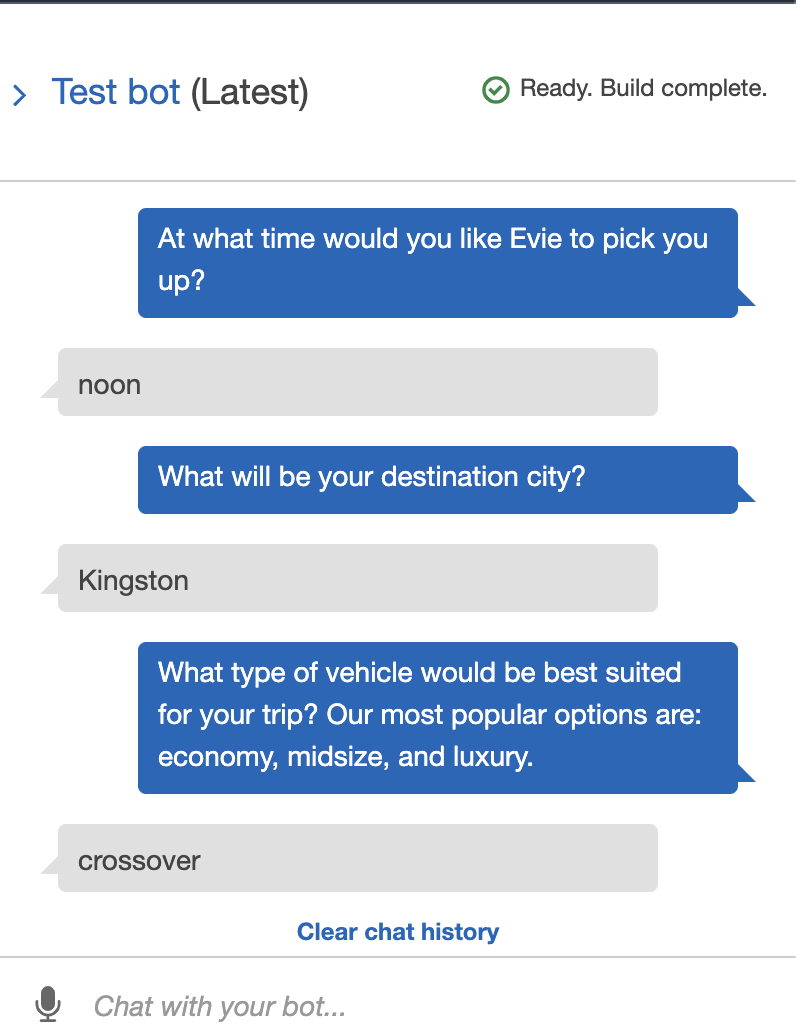 Test bot (Latest)
Ready. Build complete.
At what time would you like Evie to pick you
up?
noon
What will be your destination city?
Kingston
What type of vehicle would be best suited
for your trip? Our most popular options are:
economy, midsize, and luxury.
crossover
Clear chat history
Chat with your bot...